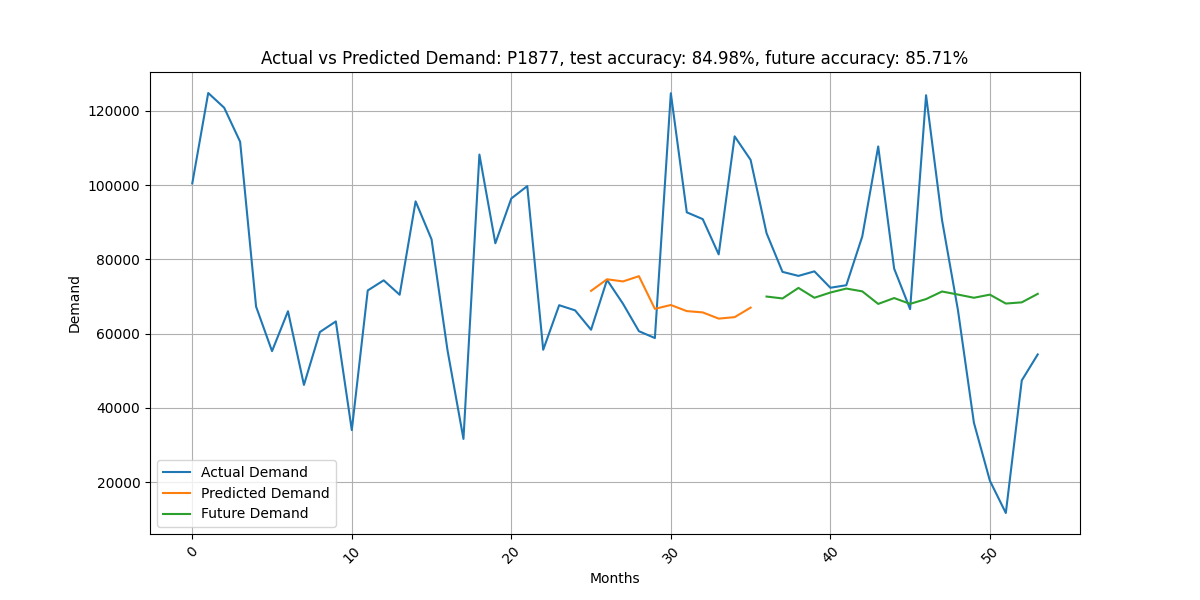 Actual vs Predicted Demand: P1877, test accuracy: 84.98%, future accuracy: 85.71%
120000
100000
80000
60000
40000
20000
Demand
Actual Demand
Predicted Demand
Future Demand
0
10
20
30
40
50
Months